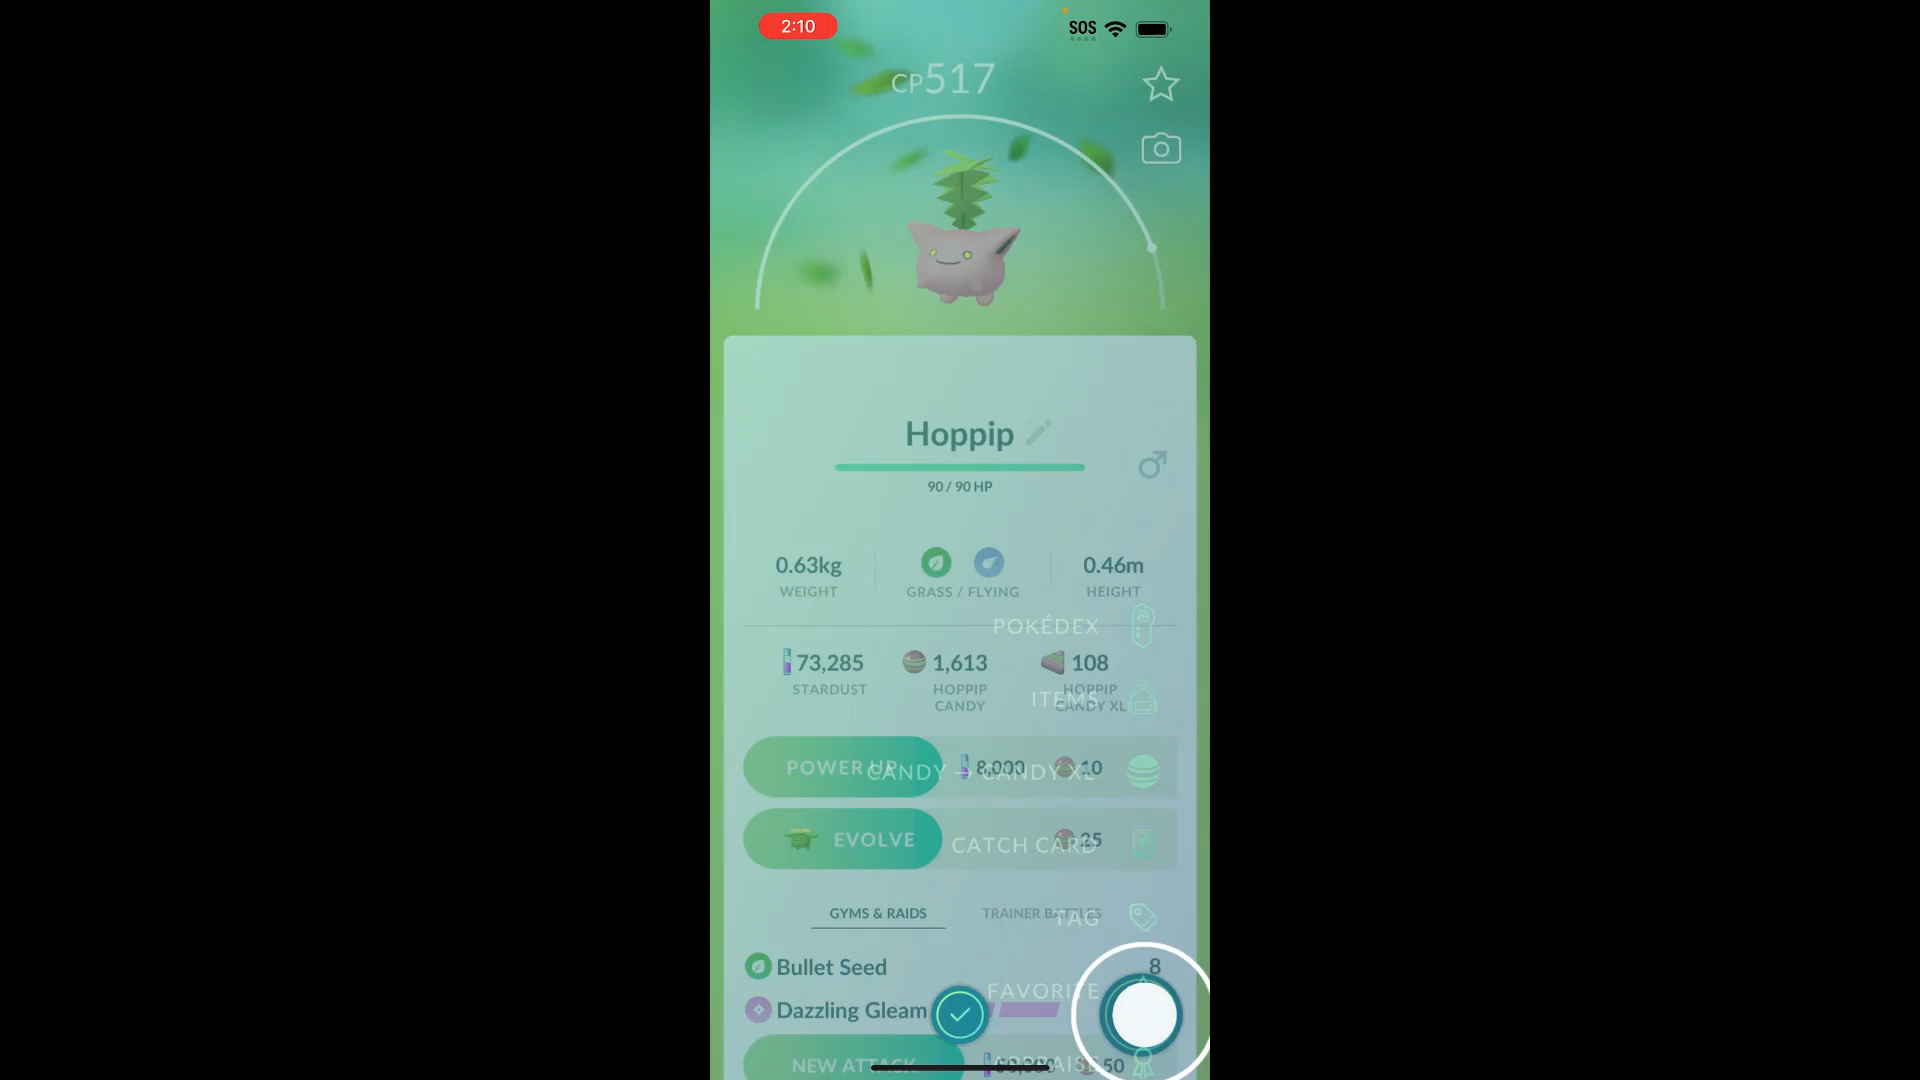 2:10
SOS
CP517
Hoppip
90 / 90 HP
0.63kg
WEIGHT
GRASS / FLYING
0.46m
HEIGHT
POKÉDEX
73,285
STARDUST
1,613
HOPPIP
CANDY
108
HOPPIP
CANDY XL
ITEMS
POWER UP
8,000
10
CANDY → CANDY XL
EVOLVE
25
CATCH CARD
GYMS & RAIDS
TRAINER BATTLES
TAG
Bullet Seed
8
FAVORITE
Dazzling Gleam
NEW ATTACK
50
APPRAISE